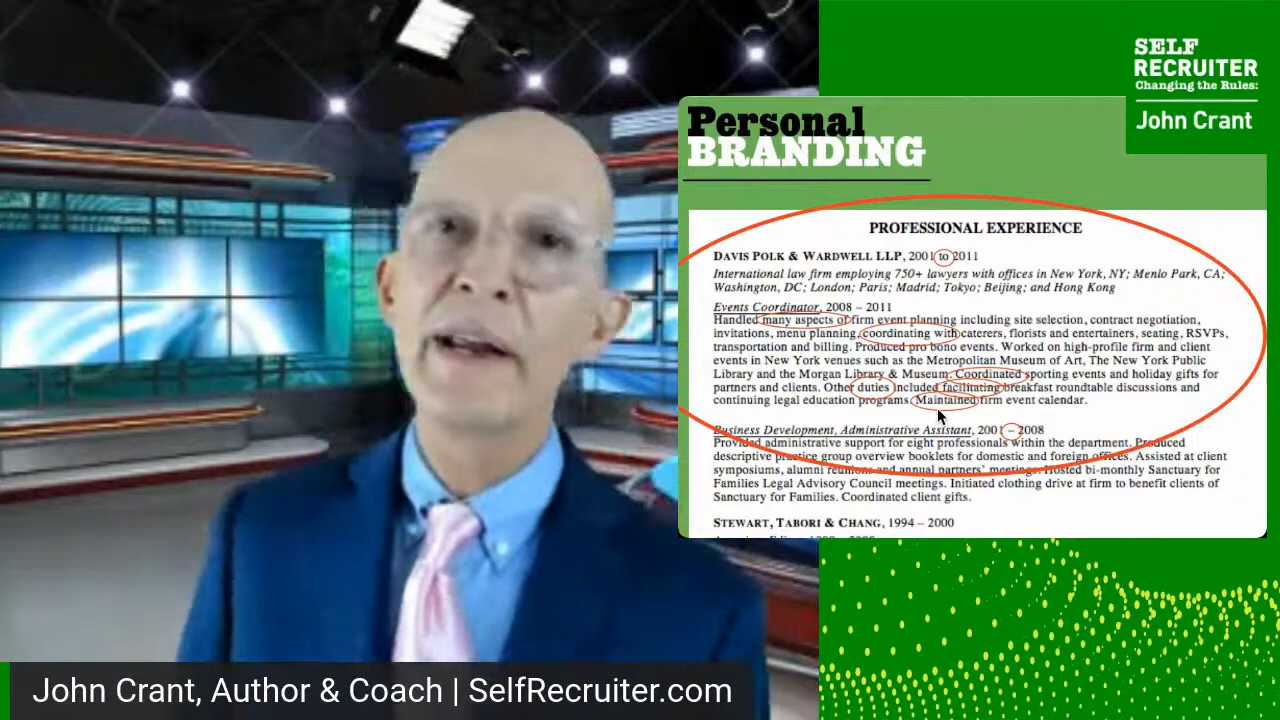 SELF
RECRUITER
Changing the Rules:
John Crant
Personal
BRANDING
PROFESSIONAL EXPERIENCE
DAVIS POLK & WARDWELL LLP, 2001 to 2011
International law firm employing 750+ lawyers with offices in New York, NY; Menlo Park, CA;
Washington, DC; London; Paris; Madrid; Tokyo; Beijing; and Hong Kong
Events Coordinator, 2008 – 2011
Handled many aspects of firm event planning including site selection, contract negotiation,
invitations, menu planning, coordinating with caterers, florists and entertainers, seating, RSVPs,
transportation and billing. Produced pro bono events. Worked on high-profile firm and client
events in New York venues such as the Metropolitan Museum of Art, The New York Public
Library and the Morgan Library & Museum. Coordinated sporting events and holiday gifts for
partners and clients. Other duties included facilitating breakfast roundtable discussions and
continuing legal education programs. Maintained firm event calendar.
Business Development, Administrative Assistant, 2001 – 2008
Provided administrative support for eight professionals within the department. Produced
descriptive practice group overview booklets for domestic and foreign offices. Assisted at client
symposiums, alumni reunions and annual partners' meetings. Hosted bi-monthly Sanctuary for
Families Legal Advisory Council meetings. Initiated clothing drive at firm to benefit clients of
Sanctuary for Families. Coordinated client gifts.
STEWART, TABORI & CHANG, 1994 – 2000
John Crant, Author & Coach | SelfRecruiter.com